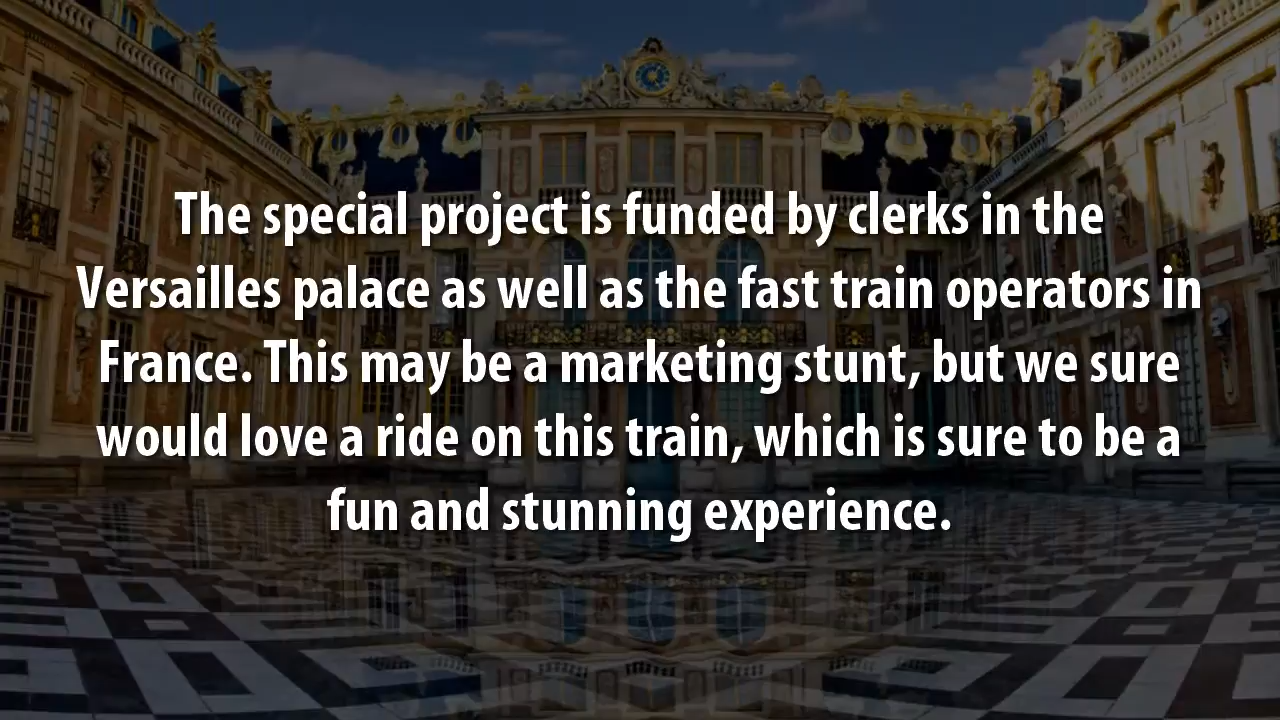 The special project is funded by clerks in the
Versailles palace as well as the fast train operators in
France. This may be a marketing stunt, but we sure
would love a ride on this train, which is sure to be a
fun and stunning experience.